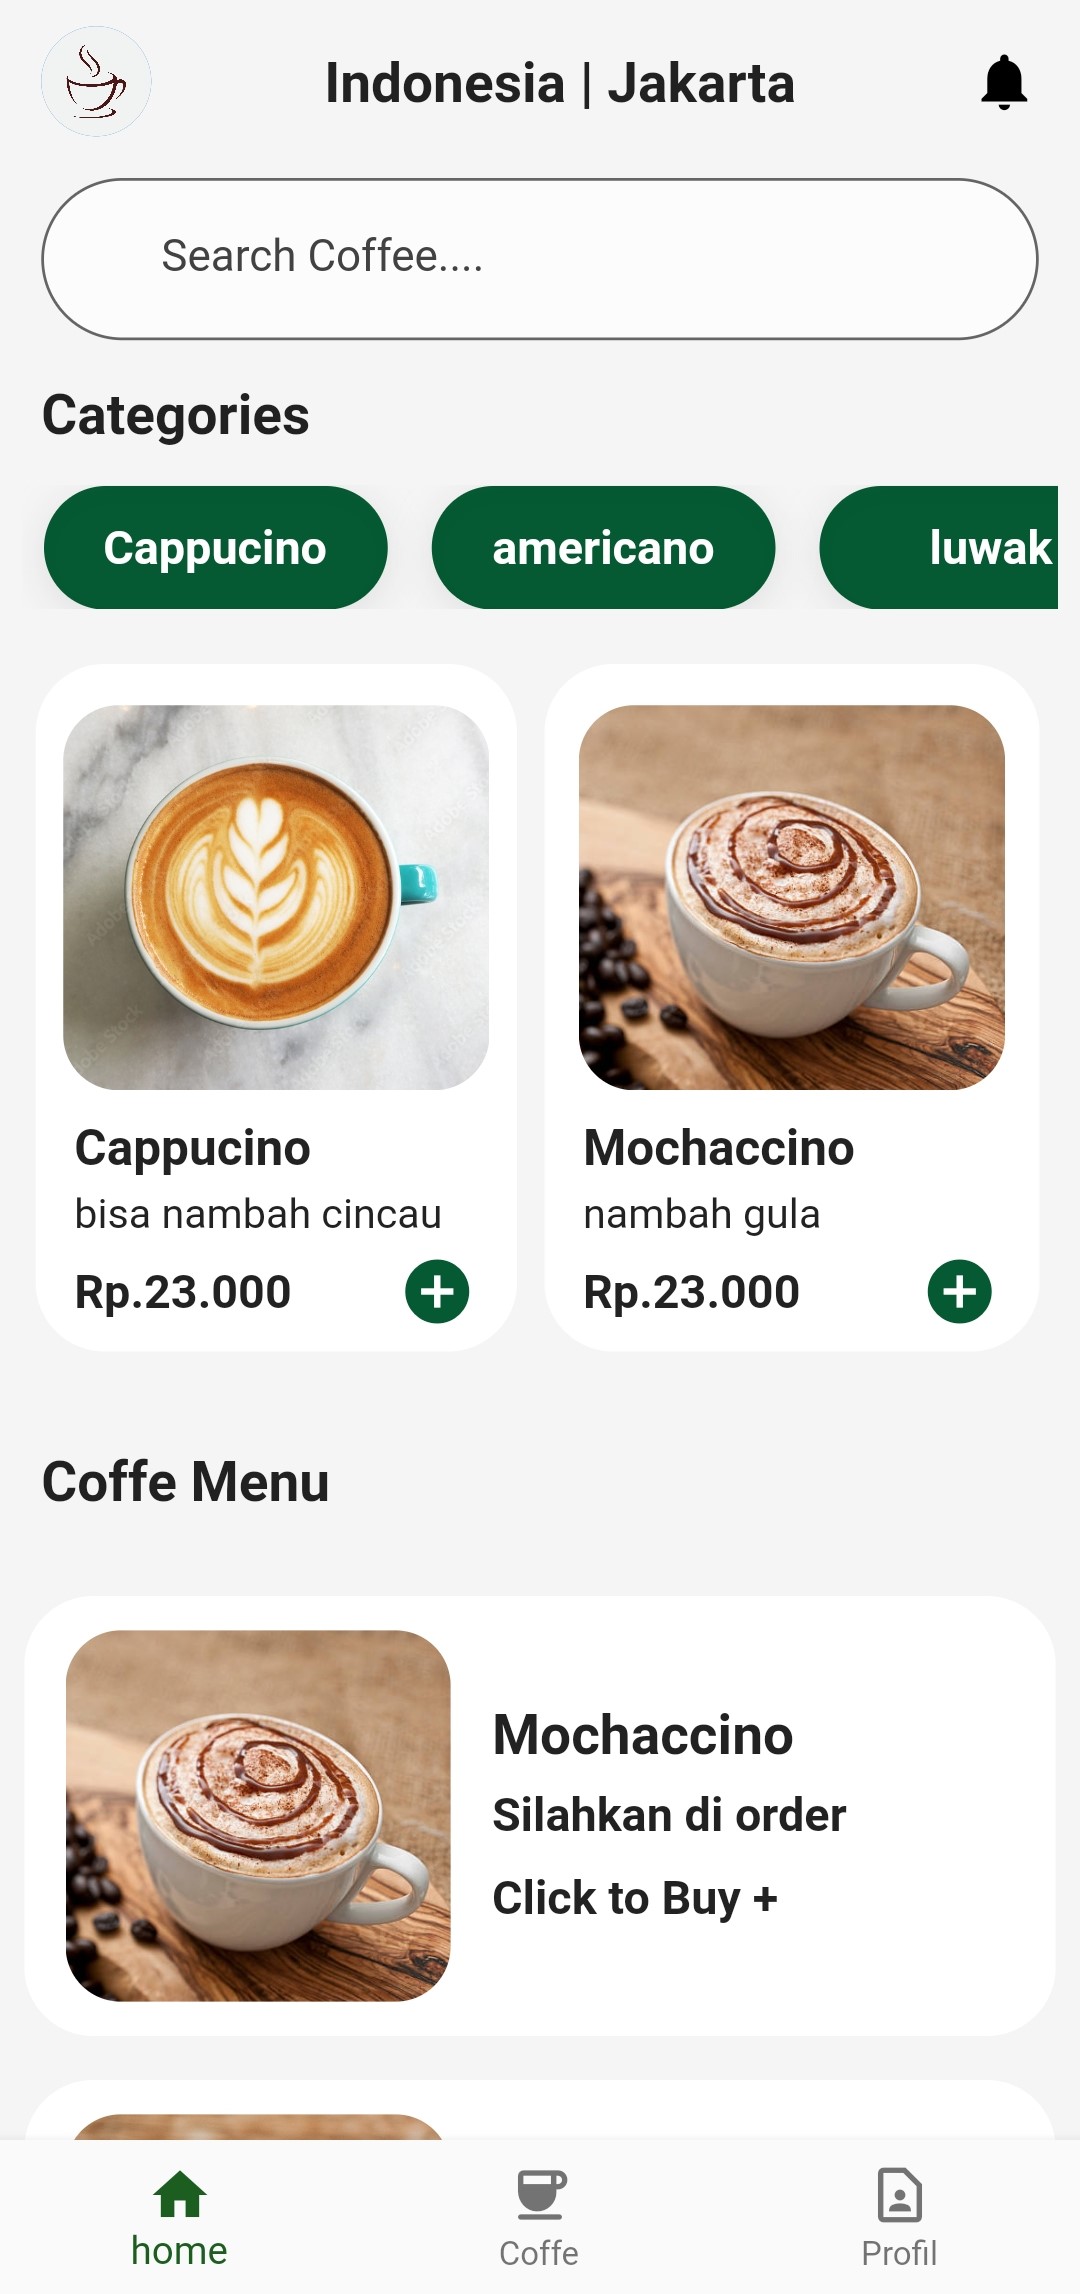 Indonesia | Jakarta
Search Coffee....
Categories
Cappucino
americano
luwak
Cappucino
bisa nambah cincau
Rp.23.000
Mochaccino
nambah gula
Rp.23.000
Coffe Menu
Mochaccino
Silahkan di order
Click to Buy +
home
Coffe
Profil